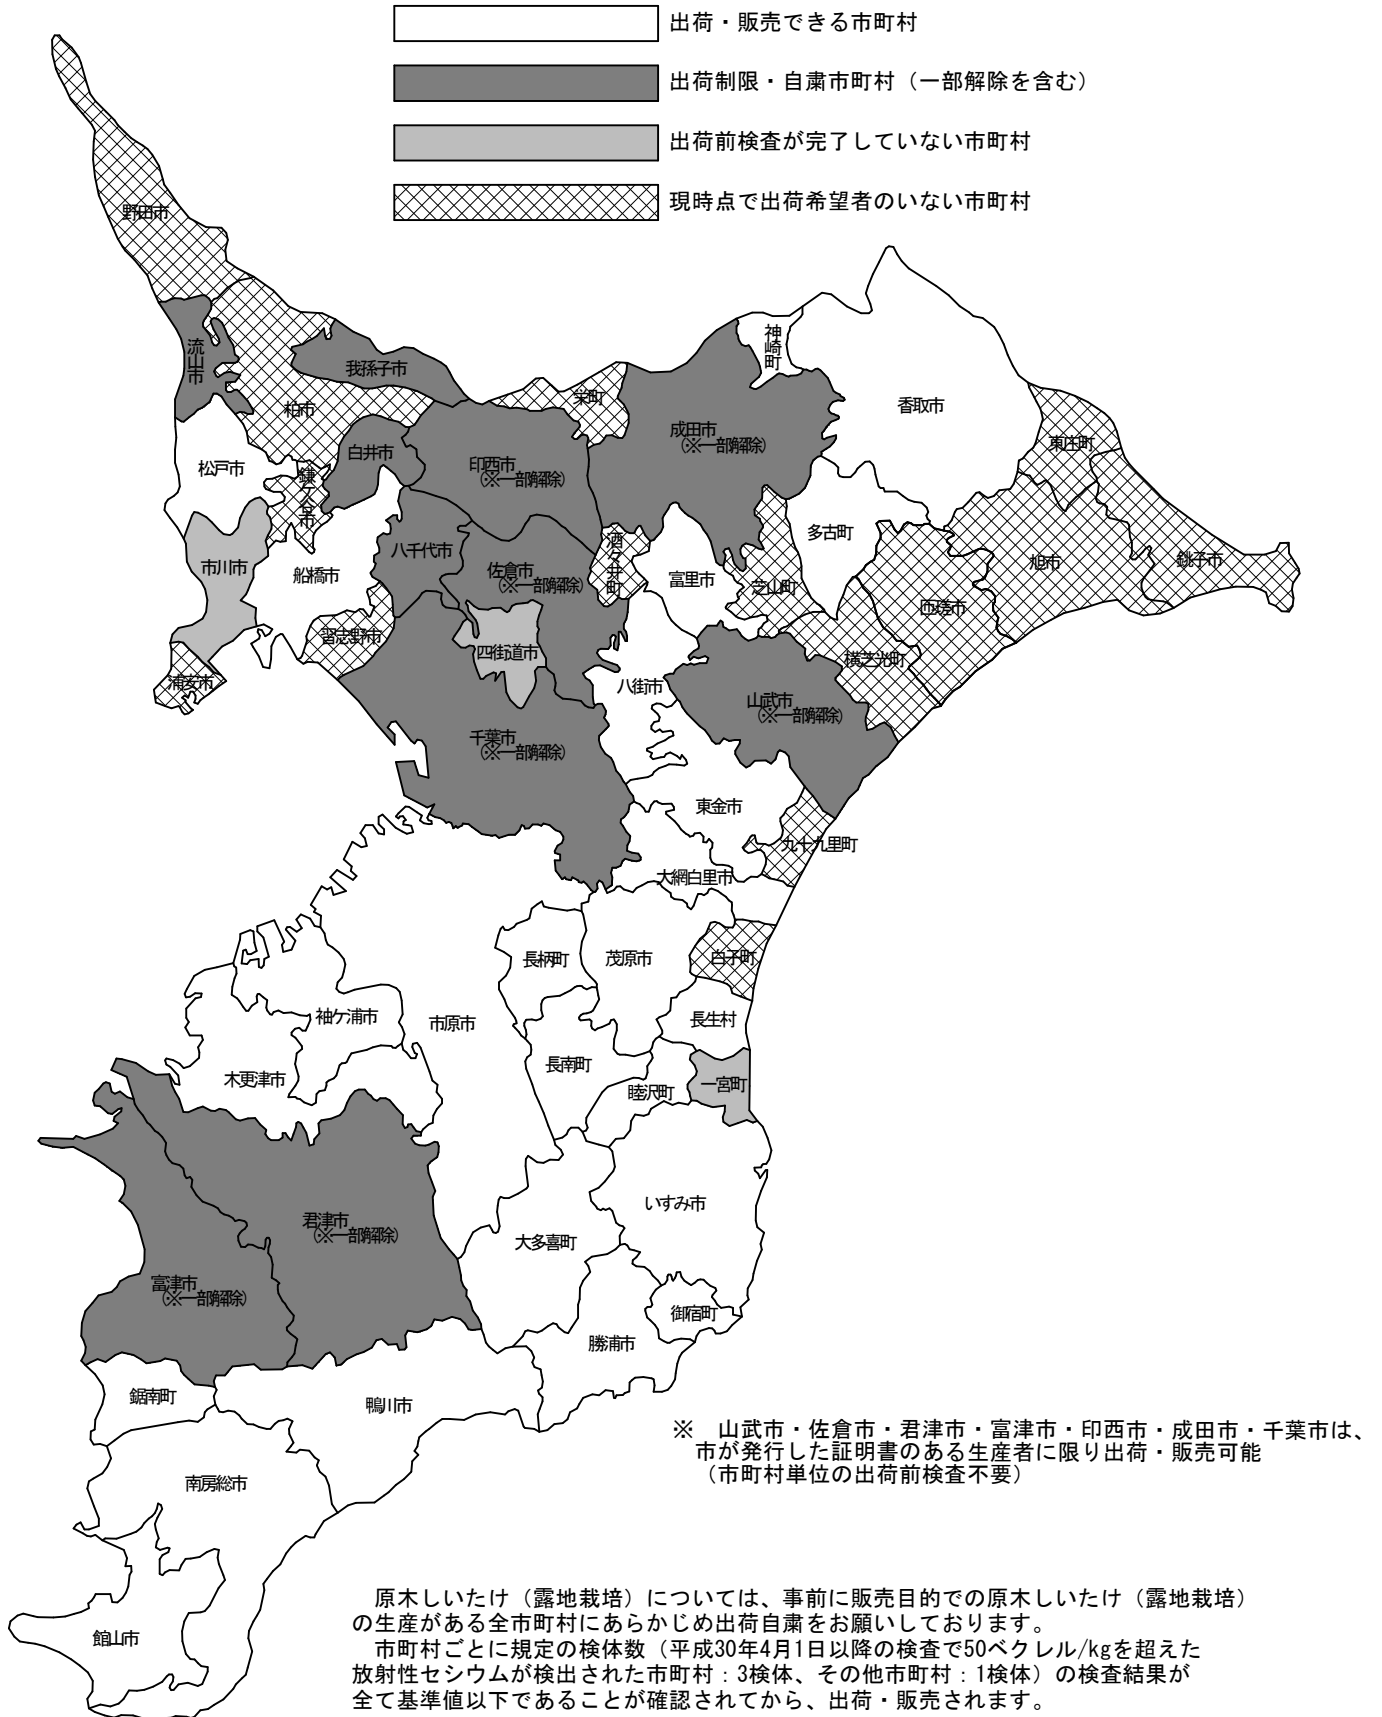 出荷・販売できる市町村
出荷制限・自粛市町村（一部解除を含む）
出荷前検査が完了していない市町村
現時点で出荷希望者のいない市町村
野田市
流山市
我孫子市
柏市
栄町
成田市
（※一部解除）
神崎町
香取市
東庄町
松戸市
鎌ケ谷市
白井市
印西市
（※一部解除）
多古町
旭市
銚子市
市川市
船橋市
八千代市
佐倉市
（※一部解除）
酒々井町
富里市
芝山町
匝瑳市
習志野市
四街道市
横芝光町
浦安市
八街市
山武市
（※一部解除）
千葉市
（※一部解除）
東金市
九十九里町
大網白里市
長柄町
茂原市
白子町
袖ケ浦市
市原市
長生村
木更津市
長南町
睦沢町
一宮町
いすみ市
君津市
（※一部解除）
大多喜町
富津市
（※一部解除）
御宿町
勝浦市
鋸南町
鴨川市
南房総市
館山市
※　山武市・佐倉市・君津市・富津市・印西市・成田市・千葉市は、
市が発行した証明書のある生産者に限り出荷・販売可能
（市町村単位の出荷前検査不要）
原木しいたけ（露地栽培）については、事前に販売目的での原木しいたけ（露地栽培）
の生産がある全市町村にあらかじめ出荷自粛をお願いしております。
市町村ごとに規定の検体数（平成30年4月1日以降の検査で50ベクレル/kgを超えた
放射性セシウムが検出された市町村：3検体、その他市町村：1検体）の検査結果が
全て基準値以下であることが確認されてから、出荷・販売されます。